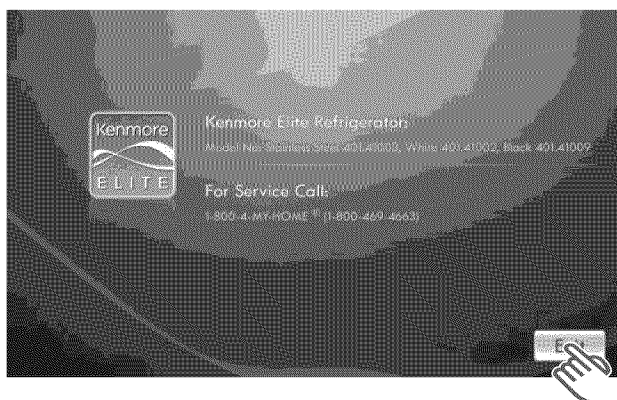 Kenmore
ELITE
Kenmore Elite Refrigerator:
Model No: Stainless Steel 401.41003, White 401.41002, Black 401.41009
For Service Call:
1-800-4-MY-HOME ® (1-800-469-4663)